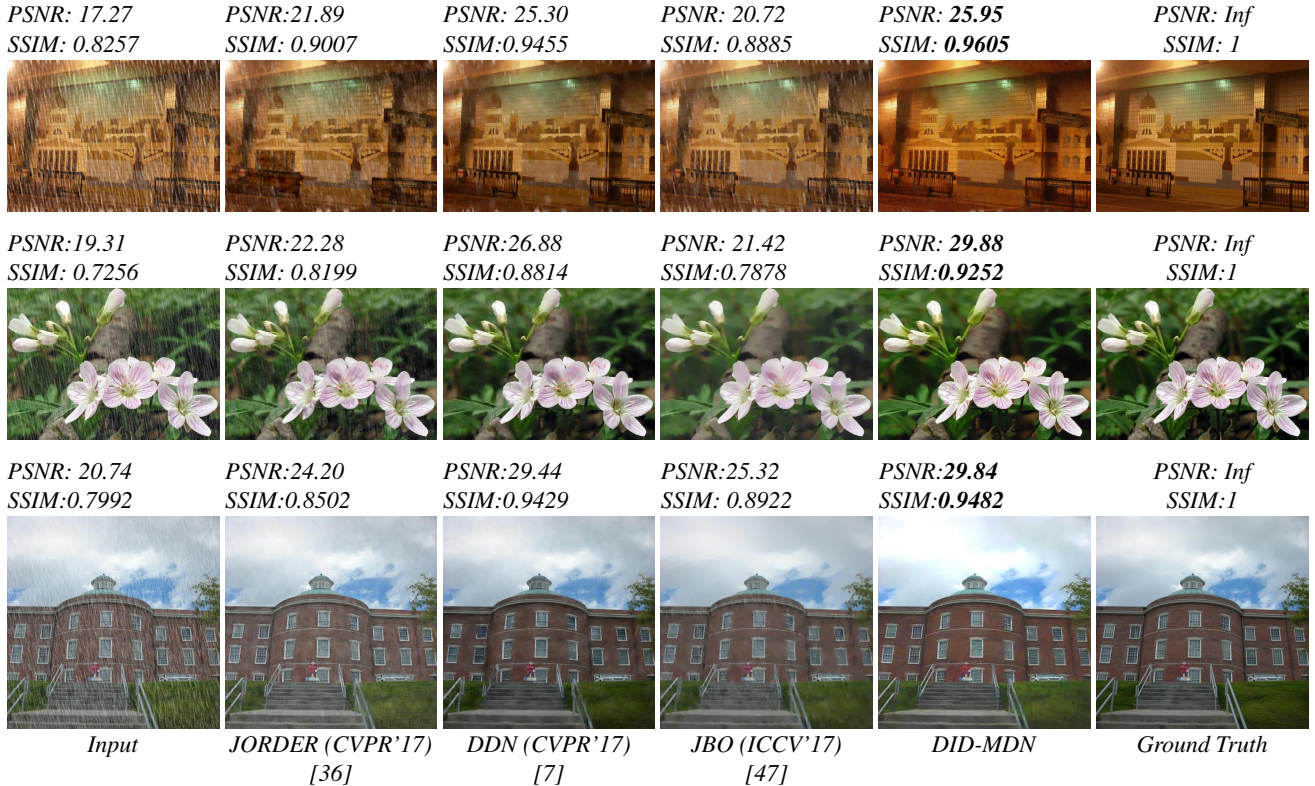 PSNR: 17.27 PSNR:21.89 PSNR: 25.30 PSNR: 20.72 PSNR: 25.95 PSNR: Inf
SSIM: 0.8257 SSIM: 0.9007 SSIM:0.9455 SSIM: 0.8885 SSIM: 0.9605 SSIM: 1
PSNR:19.31 PSNR:22.28 PSNR:26.88 PSNR: 21.42 PSNR: 29.88 PSNR: Inf
SSIM: 0.7256 SSIM: 0.8199 SSIM: 0.8814 SSIM:0.7878 SSIM:0.9252 SSIM:1
PSNR: 20.74 PSNR:24.20 PSNR:29.44 PSNR:25.32 PSNR:29.84 PSNR: Inf
SSIM:0.7992 SSIM:0.8502 SSIM:0.9429 SSIM: 0.8922 SSIM:0.9482 SSIM:1
Input JORDER (CVPR'17) DDN (CVPR'17) JBO (ICCV'17) DID-MDN Ground Truth
[36] [7] [47]